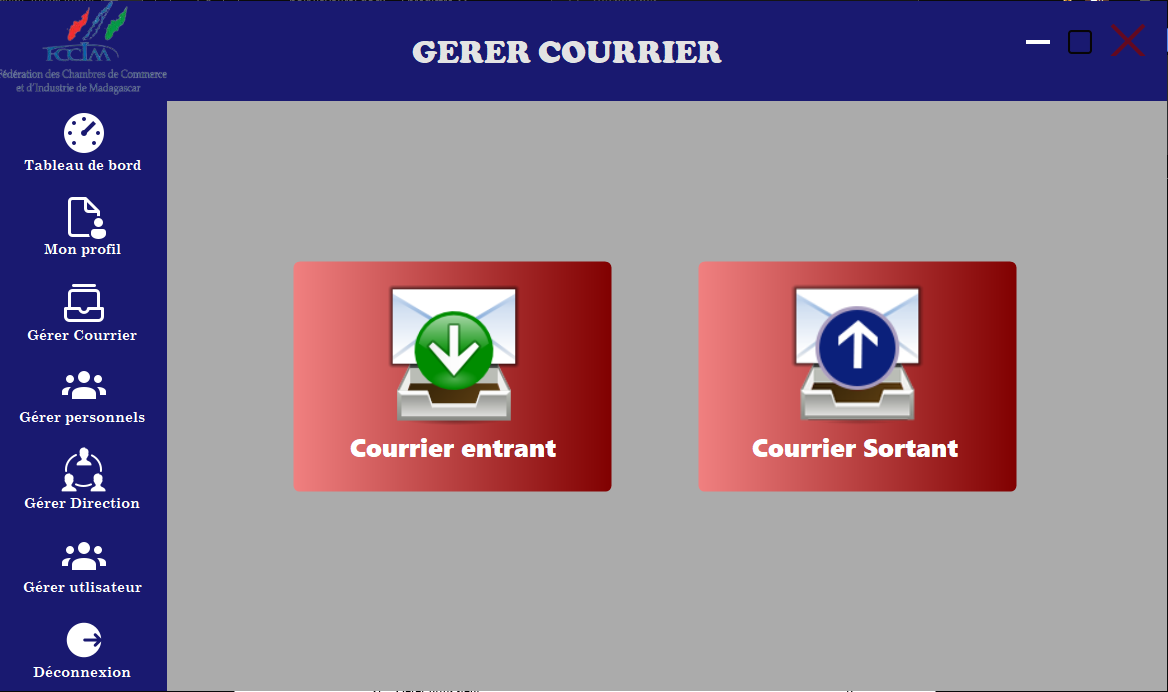 FCCIM
Fédération des Chambres de Commerce
et d'Industrie de Madagascar
GERER COURRIER
Tableau de bord
Mon profil
Gérer Courrier
Gérer personnels
Gérer Direction
Gérer utlisateur
Déconnexion
Courrier entrant
Courrier Sortant